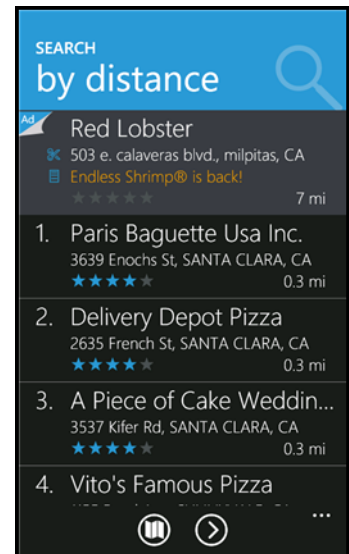 SEARCH
by distance
Ad
Red Lobster
503 e. calaveras blvd., milpitas, CA
Endless Shrimp® is back!
7 mi
1. Paris Baguette Usa Inc.
3639 Enochs St, SANTA CLARA, CA
0.3 mi
2. Delivery Depot Pizza
2635 French St, SANTA CLARA, CA
0.3 mi
3. A Piece of Cake Weddin...
3537 Kifer Rd, SANTA CLARA, CA
0.3 mi
4. Vito's Famous Pizza
...